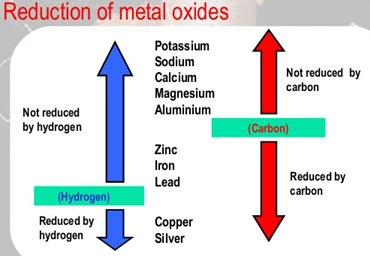 Reduction of metal oxides
Not reduced
by hydrogen
(Hydrogen)
Reduced by
hydrogen
Potassium
Sodium
Calcium
Magnesium
Aluminium
Zinc
Iron
Lead
Copper
Silver
Not reduced by
carbon
(Carbon)
Reduced by
carbon